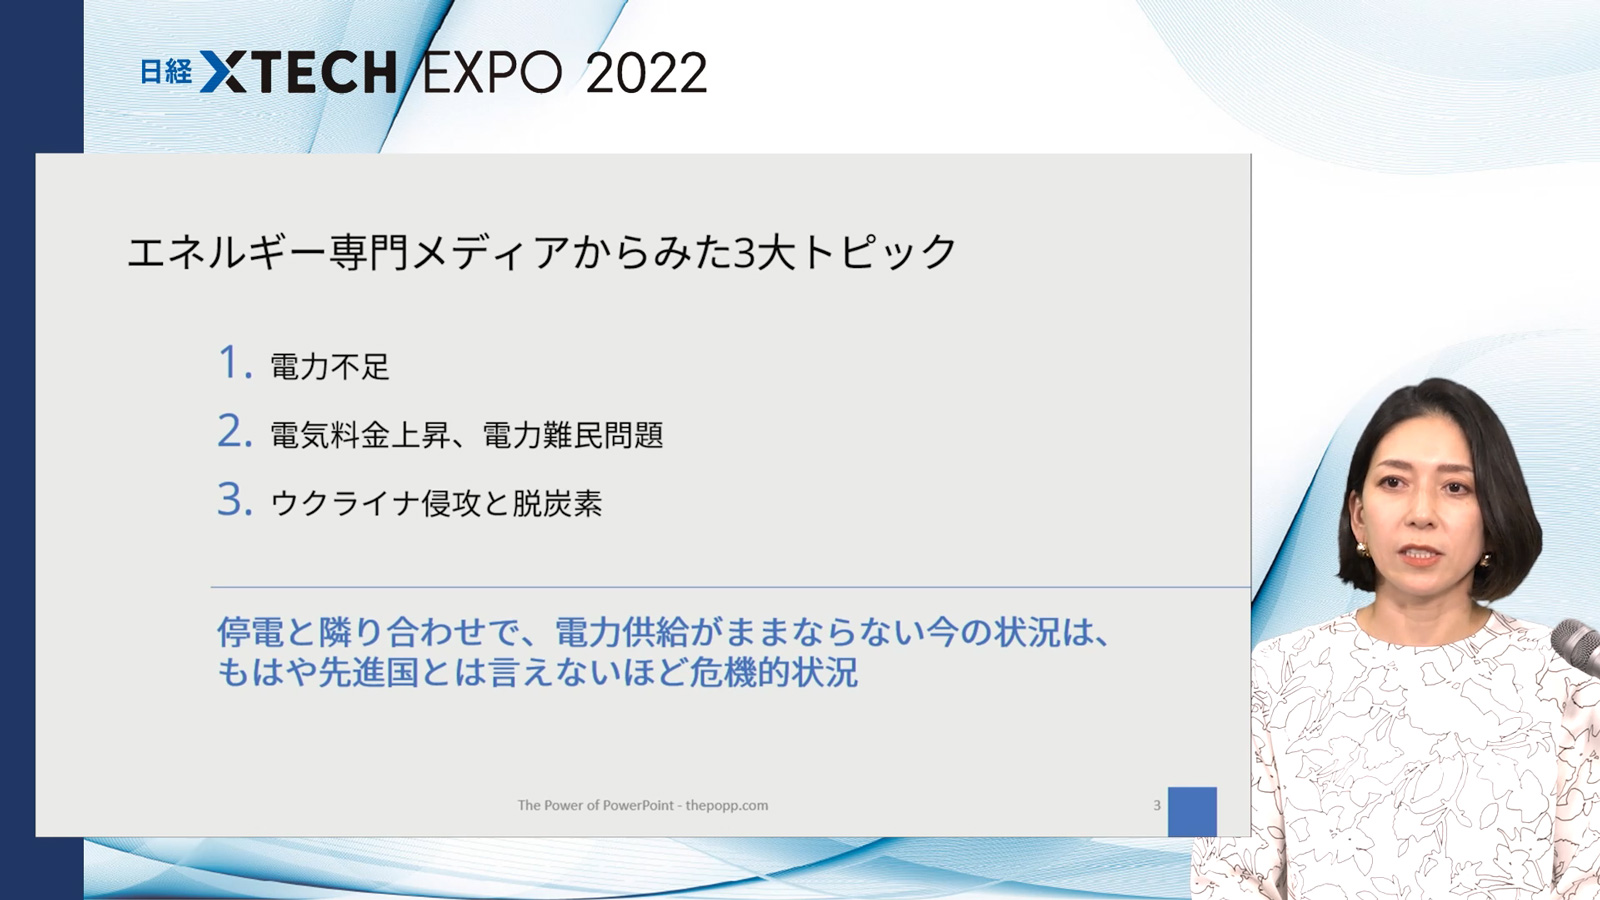 日経 XTECH EXPO 2022
エネルギー専門メディアからみた3大トピック
1. 電力不足
2. 電気料金上昇、電力難民問題
3. ウクライナ侵攻と脱炭素
停電と隣り合わせで、電力供給がままならない今の状況は、
もはや先進国とは言えないほど危機的状況
The Power of PowerPoint - thepopp.com
3